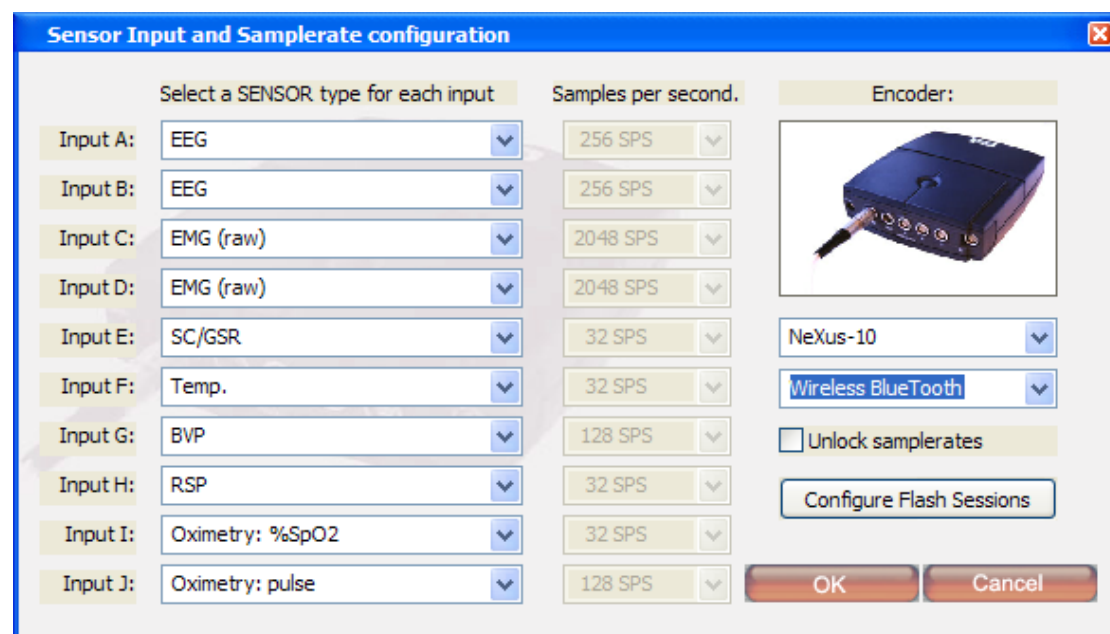 Sensor Input and Samplerate configuration
Select a SENSOR type for each input Samples per second. Encoder:
Input A: EEG 256 SPS
Input B: EEG 256 SPS
Input C: EMG (raw) 2048 SPS
Input D: EMG (raw) 2048 SPS
Input E: SC/GSR 32 SPS NeXus-10
Input F: Temp. 32 SPS Wireless BlueTooth
Input G: BVP 128 SPS Unlock samplerates
Input H: RSP 32 SPS Configure Flash Sessions
Input I: Oximetry: %SpO2 32 SPS
Input J: Oximetry: pulse 128 SPS OK Cancel